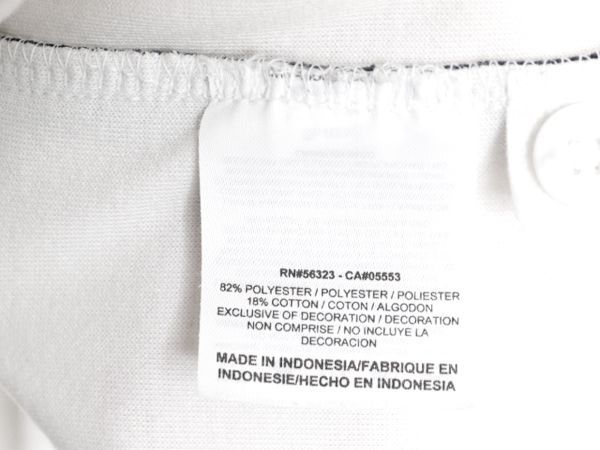 RN#56323 - CA#05553
82% POLYESTER / POLYESTER / POLIESTER
18% COTTON / COTON / ALGODON
EXCLUSIVE OF DECORATION / DECORATION
NON COMPRISE / NO INCLUYE LA
DECORACION
MADE IN INDONESIA/FABRIQUE EN
INDONESIE/HECHO EN INDONESIA